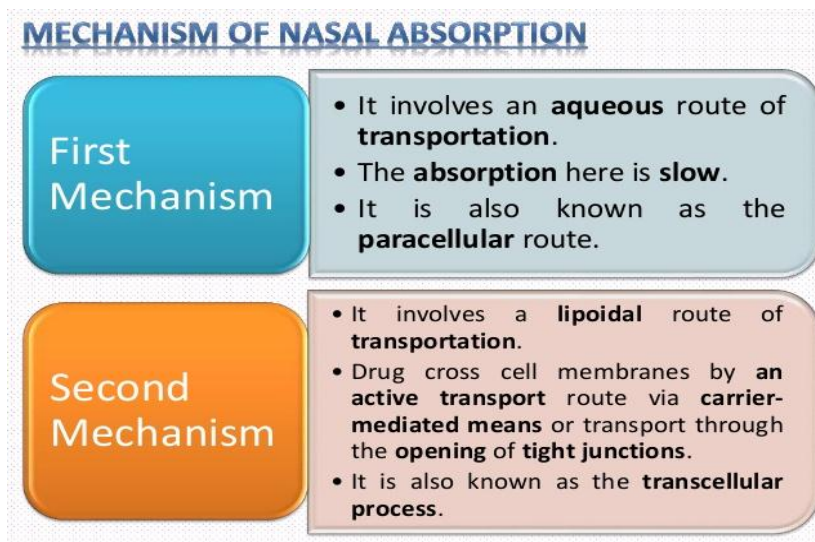 MECHANISM OF NASAL ABSORPTION
First
Mechanism
• It involves an aqueous route of
transportation.
• The absorption here is slow.
• It is also known as the
paracellular route.
Second
Mechanism
• It involves a lipoidal route of
transportation.
• Drug cross cell membranes by an
active transport route via carrier-
mediated means or transport through
the opening of tight junctions.
• It is also known as the transcellular
process.